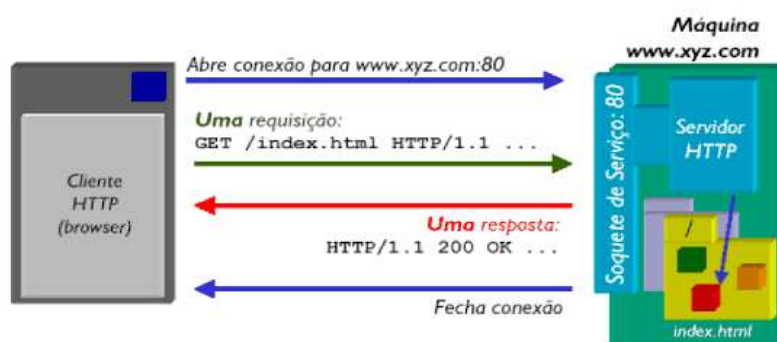 Máquina
www.xyz.com
Abre conexão para www.xyz.com:80
Uma requisição:
GET /index.html HTTP/1.1 ...
Cliente
HTTP
(browser)
Uma resposta:
HTTP/1.1 200 OK ...
Fecha conexão
Soquete de Serviço: 80
Servidor
HTTP
/
index.html